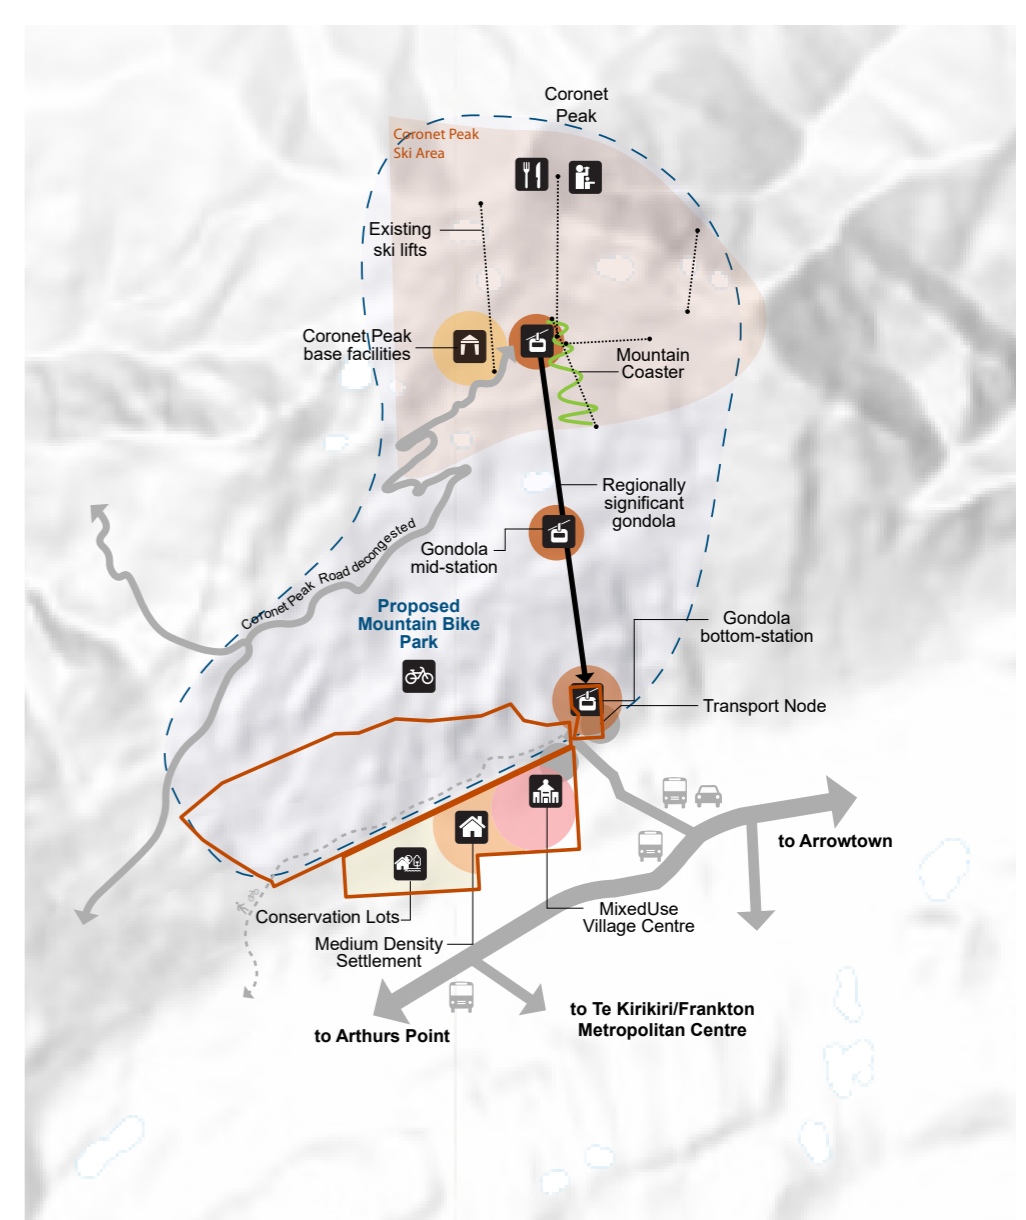 Coronet
Peak
Coronet Peak
Ski Area
Existing
ski lifts
Coronet Peak
base facilities
Mountain
Coaster
Regionally
significant
gondola
Gondola
mid-station
Coronet Peak Road decongested
Proposed
Mountain Bike
Park
Gondola
bottom-station
Transport Node
to Arrowtown
Conservation Lots
MixedUse
Village Centre
Medium Density
Settlement
to Te Kirikiri/Frankton
Metropolitan Centre
to Arthurs Point